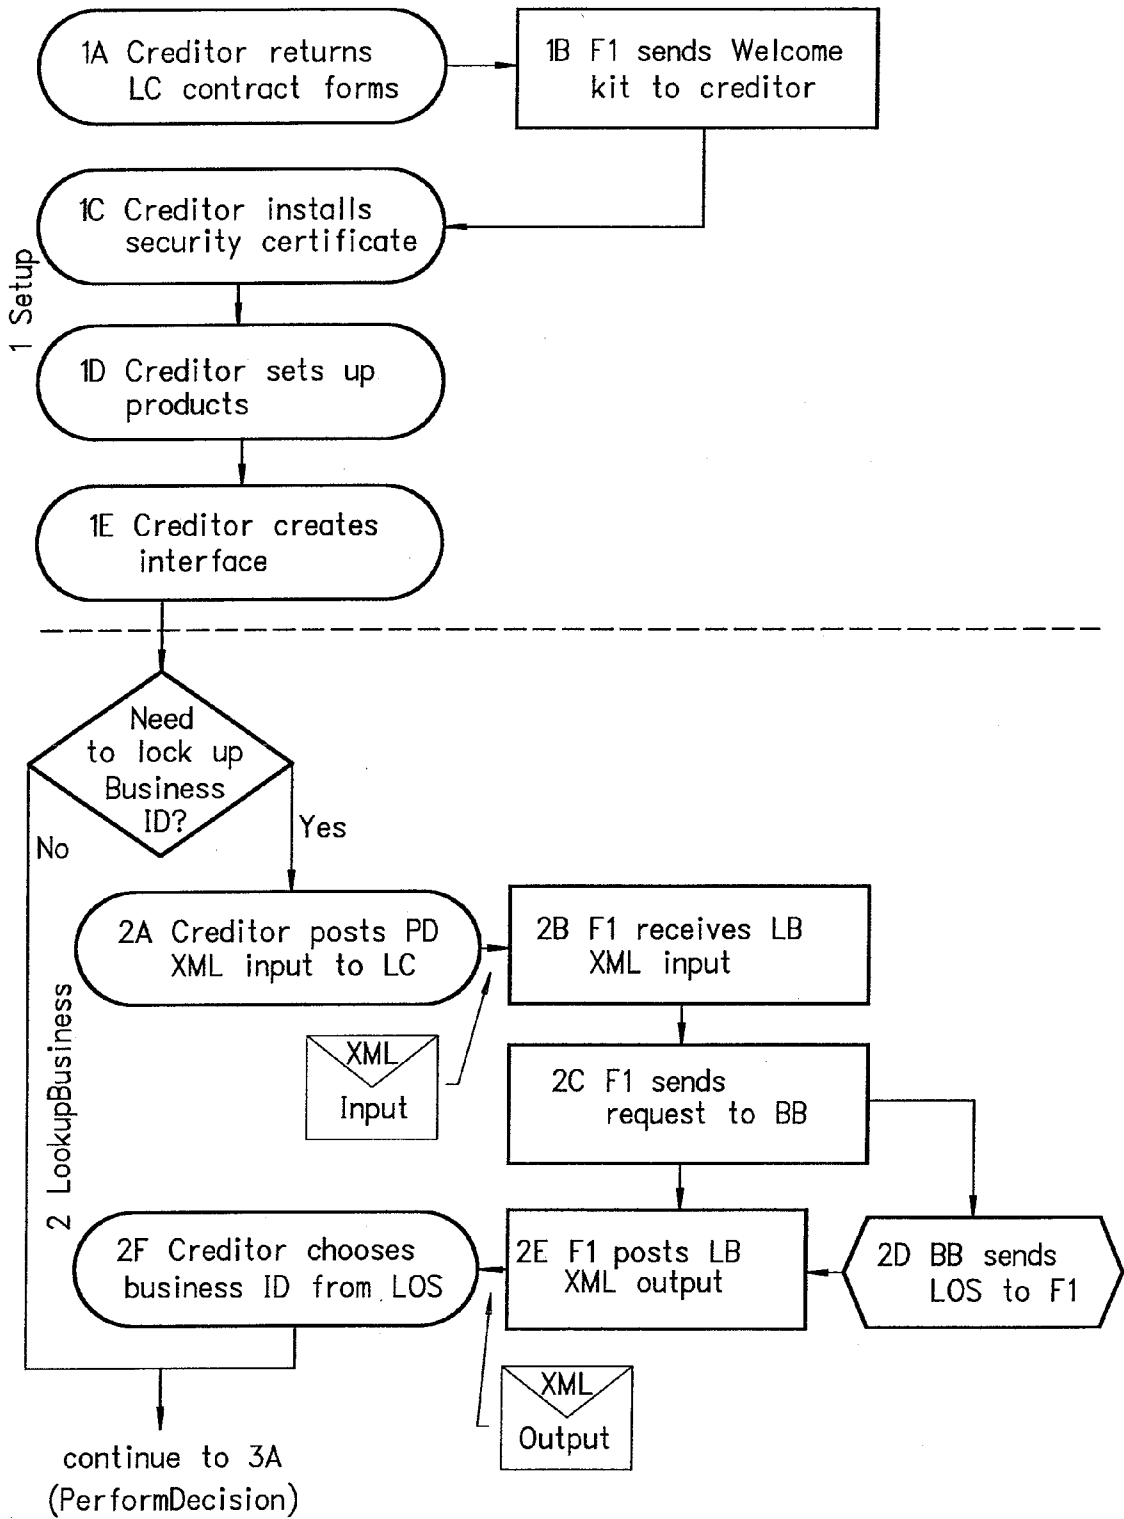 1A Creditor returns
LC contract forms
1B F1 sends Welcome
kit to creditor
1C Creditor installs
security certificate
1 Setup
1D Creditor sets up
products
1E Creditor creates
interface
Need
to lock up
Business
ID?
No
Yes
2A Creditor posts PD
XML input to LC
2B F1 receives LB
XML input
XML
Input
2C F1 sends
request to BB
2 LookupBusiness
2D BB sends
LOS to F1
2E F1 posts LB
XML output
2F Creditor chooses
business ID from LOS
XML
Output
continue to 3A
(PerformDecision)